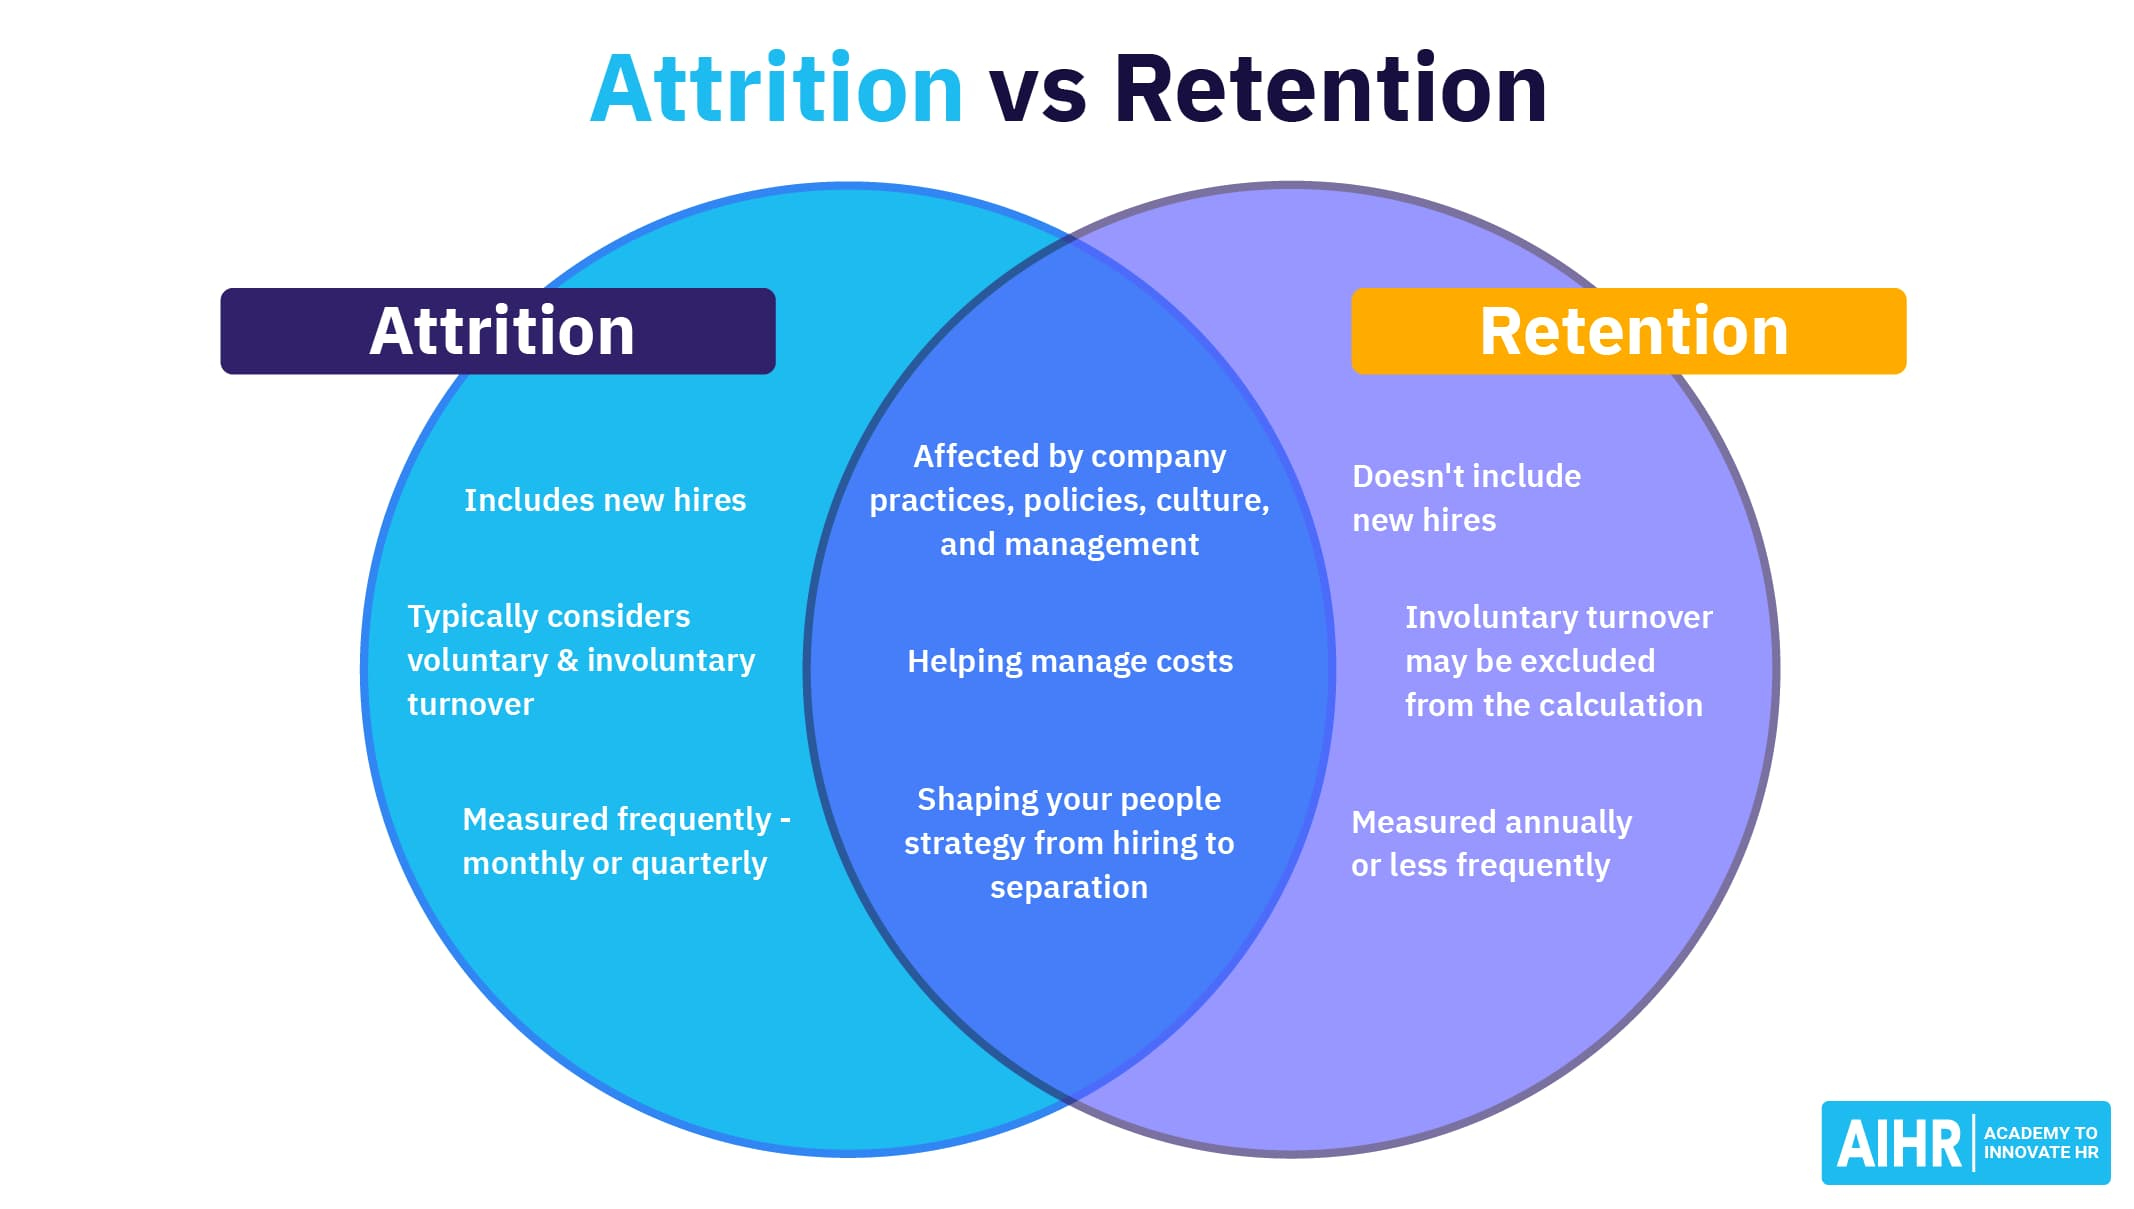 Attrition vs Retention
Attrition
Includes new hires
Typically considers
voluntary & involuntary
turnover
Measured frequently -
monthly or quarterly
Affected by company
practices, policies, culture,
and management
Helping manage costs
Shaping your people
strategy from hiring to
separation
Retention
Doesn't include
new hires
Involuntary turnover
may be excluded
from the calculation
Measured annually
or less frequently
AIHR
ACADEMY TO
INNOVATE HR